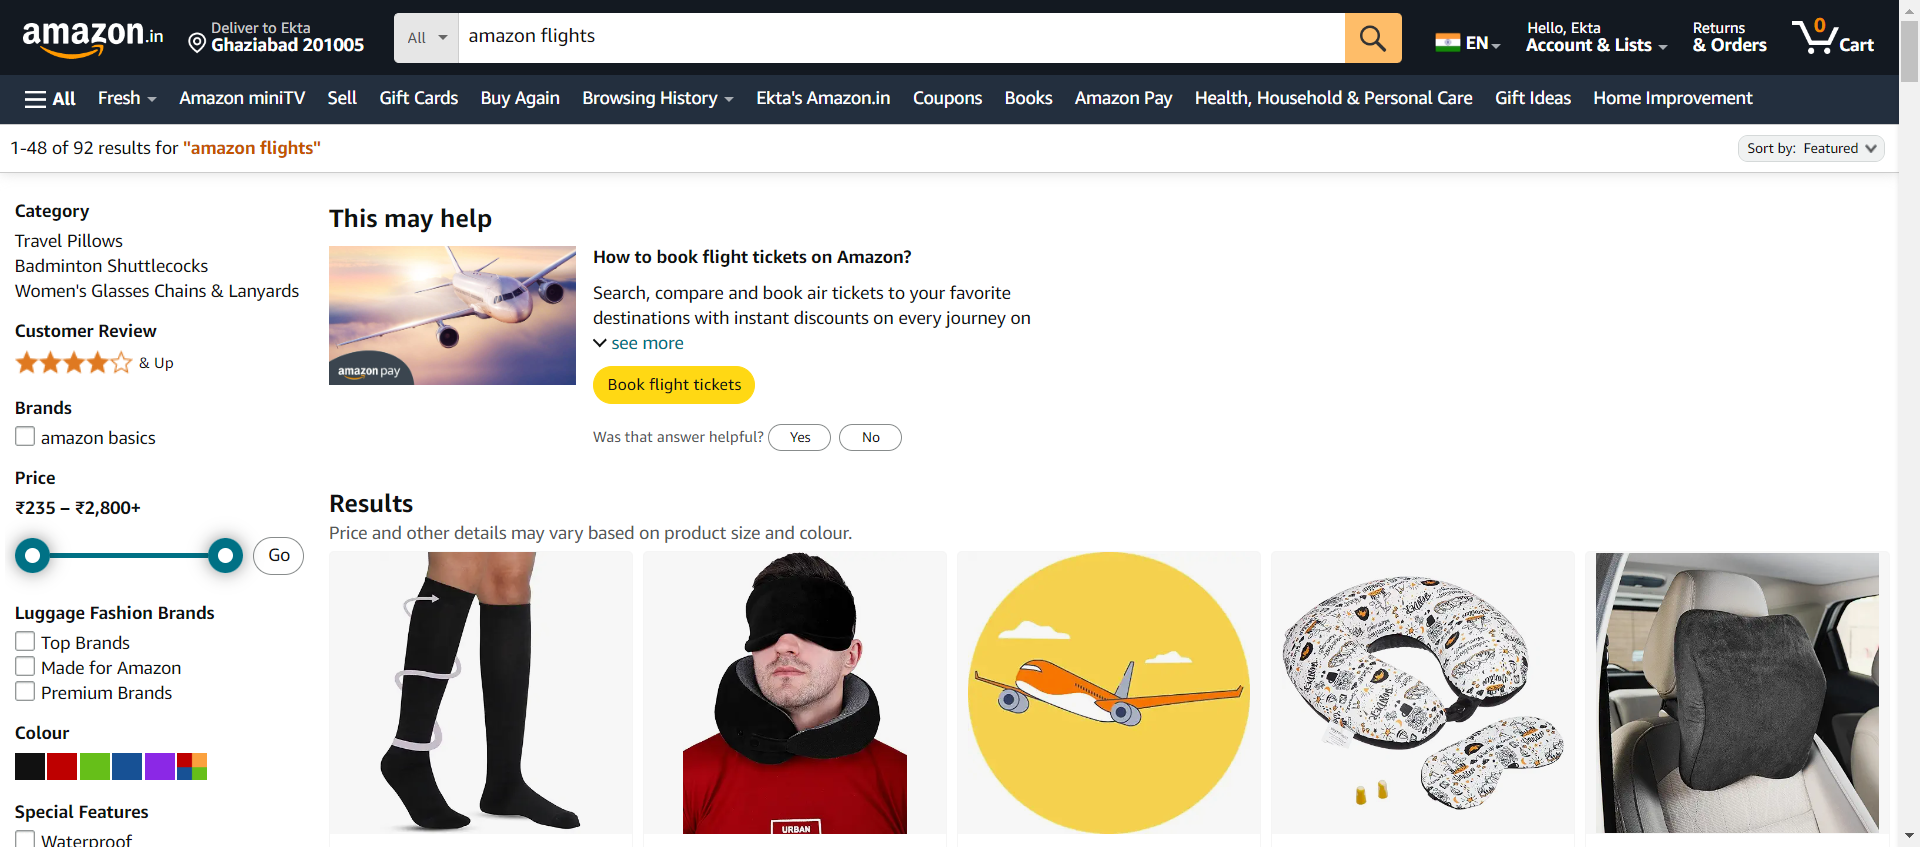 amazon.in
Deliver to Ekta
Ghaziabad 201005
All
amazon flights
EN
Hello, Ekta
Account & Lists
Returns
& Orders
0
Cart
All
Fresh
Amazon miniTV
Sell
Gift Cards
Buy Again
Browsing History
Ekta's Amazon.in
Coupons
Books
Amazon Pay
Health, Household & Personal Care
Gift Ideas
Home Improvement
1-48 of 92 results for "amazon flights"
Sort by: Featured
Category
Travel Pillows
Badminton Shuttlecocks
Women's Glasses Chains & Lanyards
Customer Review
& Up
Brands
amazon basics
Price
₹235 – ₹2,800+
Go
Luggage Fashion Brands
Top Brands
Made for Amazon
Premium Brands
Colour
Special Features
Waterproof
This may help
amazon pay
How to book flight tickets on Amazon?
Search, compare and book air tickets to your favorite
destinations with instant discounts on every journey on
see more
Book flight tickets
Was that answer helpful?
Yes
No
Results
Price and other details may vary based on product size and colour.
URBAN